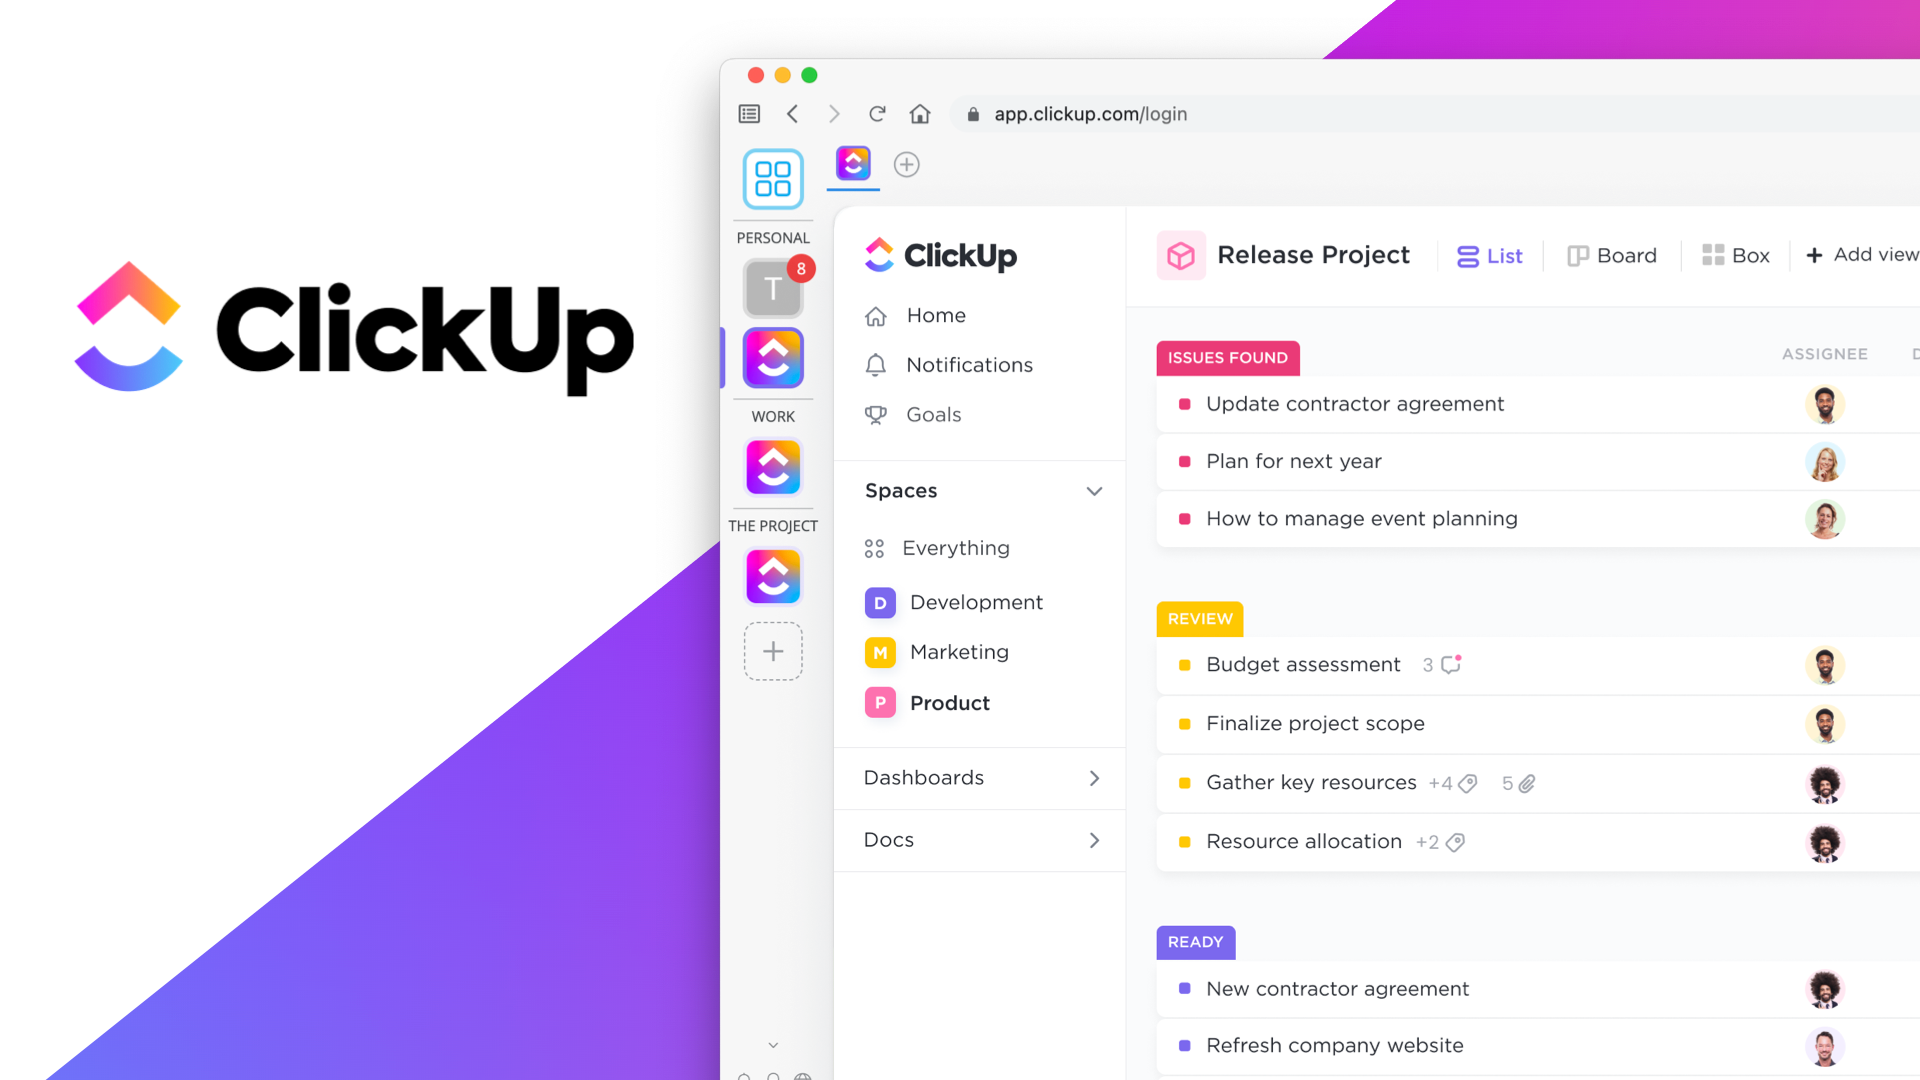 ClickUp
app.clickup.com/login
PERSONAL
T
8
WORK
THE PROJECT
ClickUp
Home
Notifications
Goals
Spaces
Everything
D Development
M Marketing
P Product
Dashboards
Docs
Release Project
List
Board
Box
+ Add view
ISSUES FOUND
ASSIGNEE
Update contractor agreement
Plan for next year
How to manage event planning
REVIEW
Budget assessment 3
Finalize project scope
Gather key resources +4 5
Resource allocation +2
READY
New contractor agreement
Refresh company website